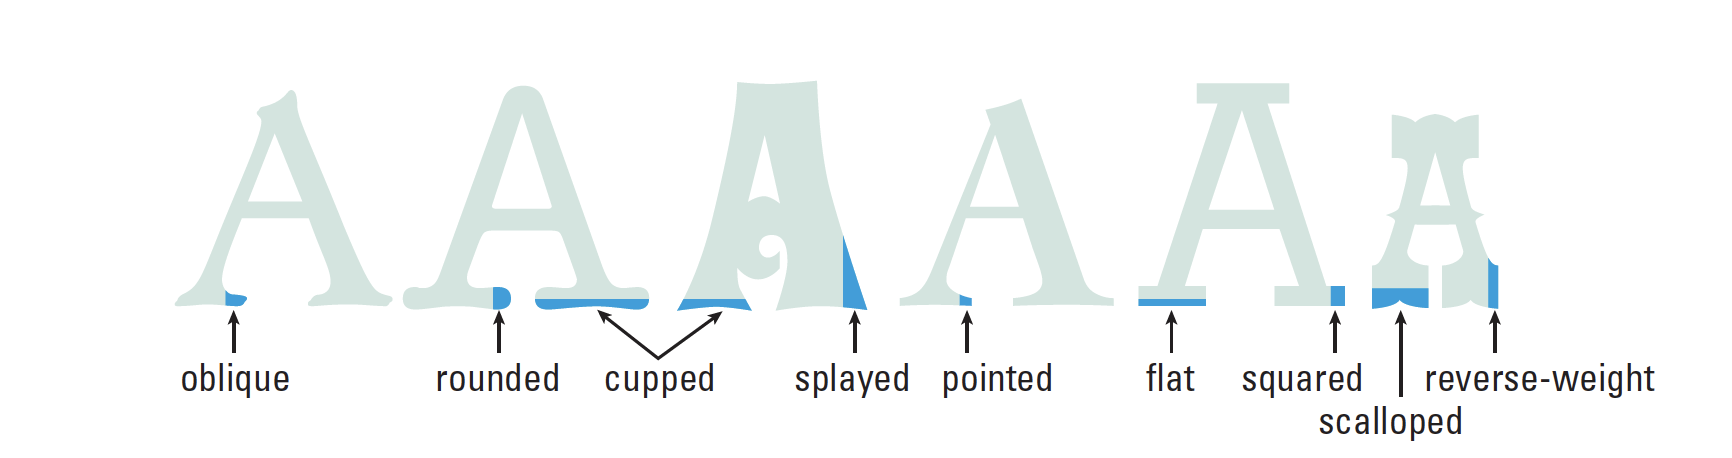 A A A A A A
oblique rounded cupped splayed pointed flat squared reverse-weight
scalloped